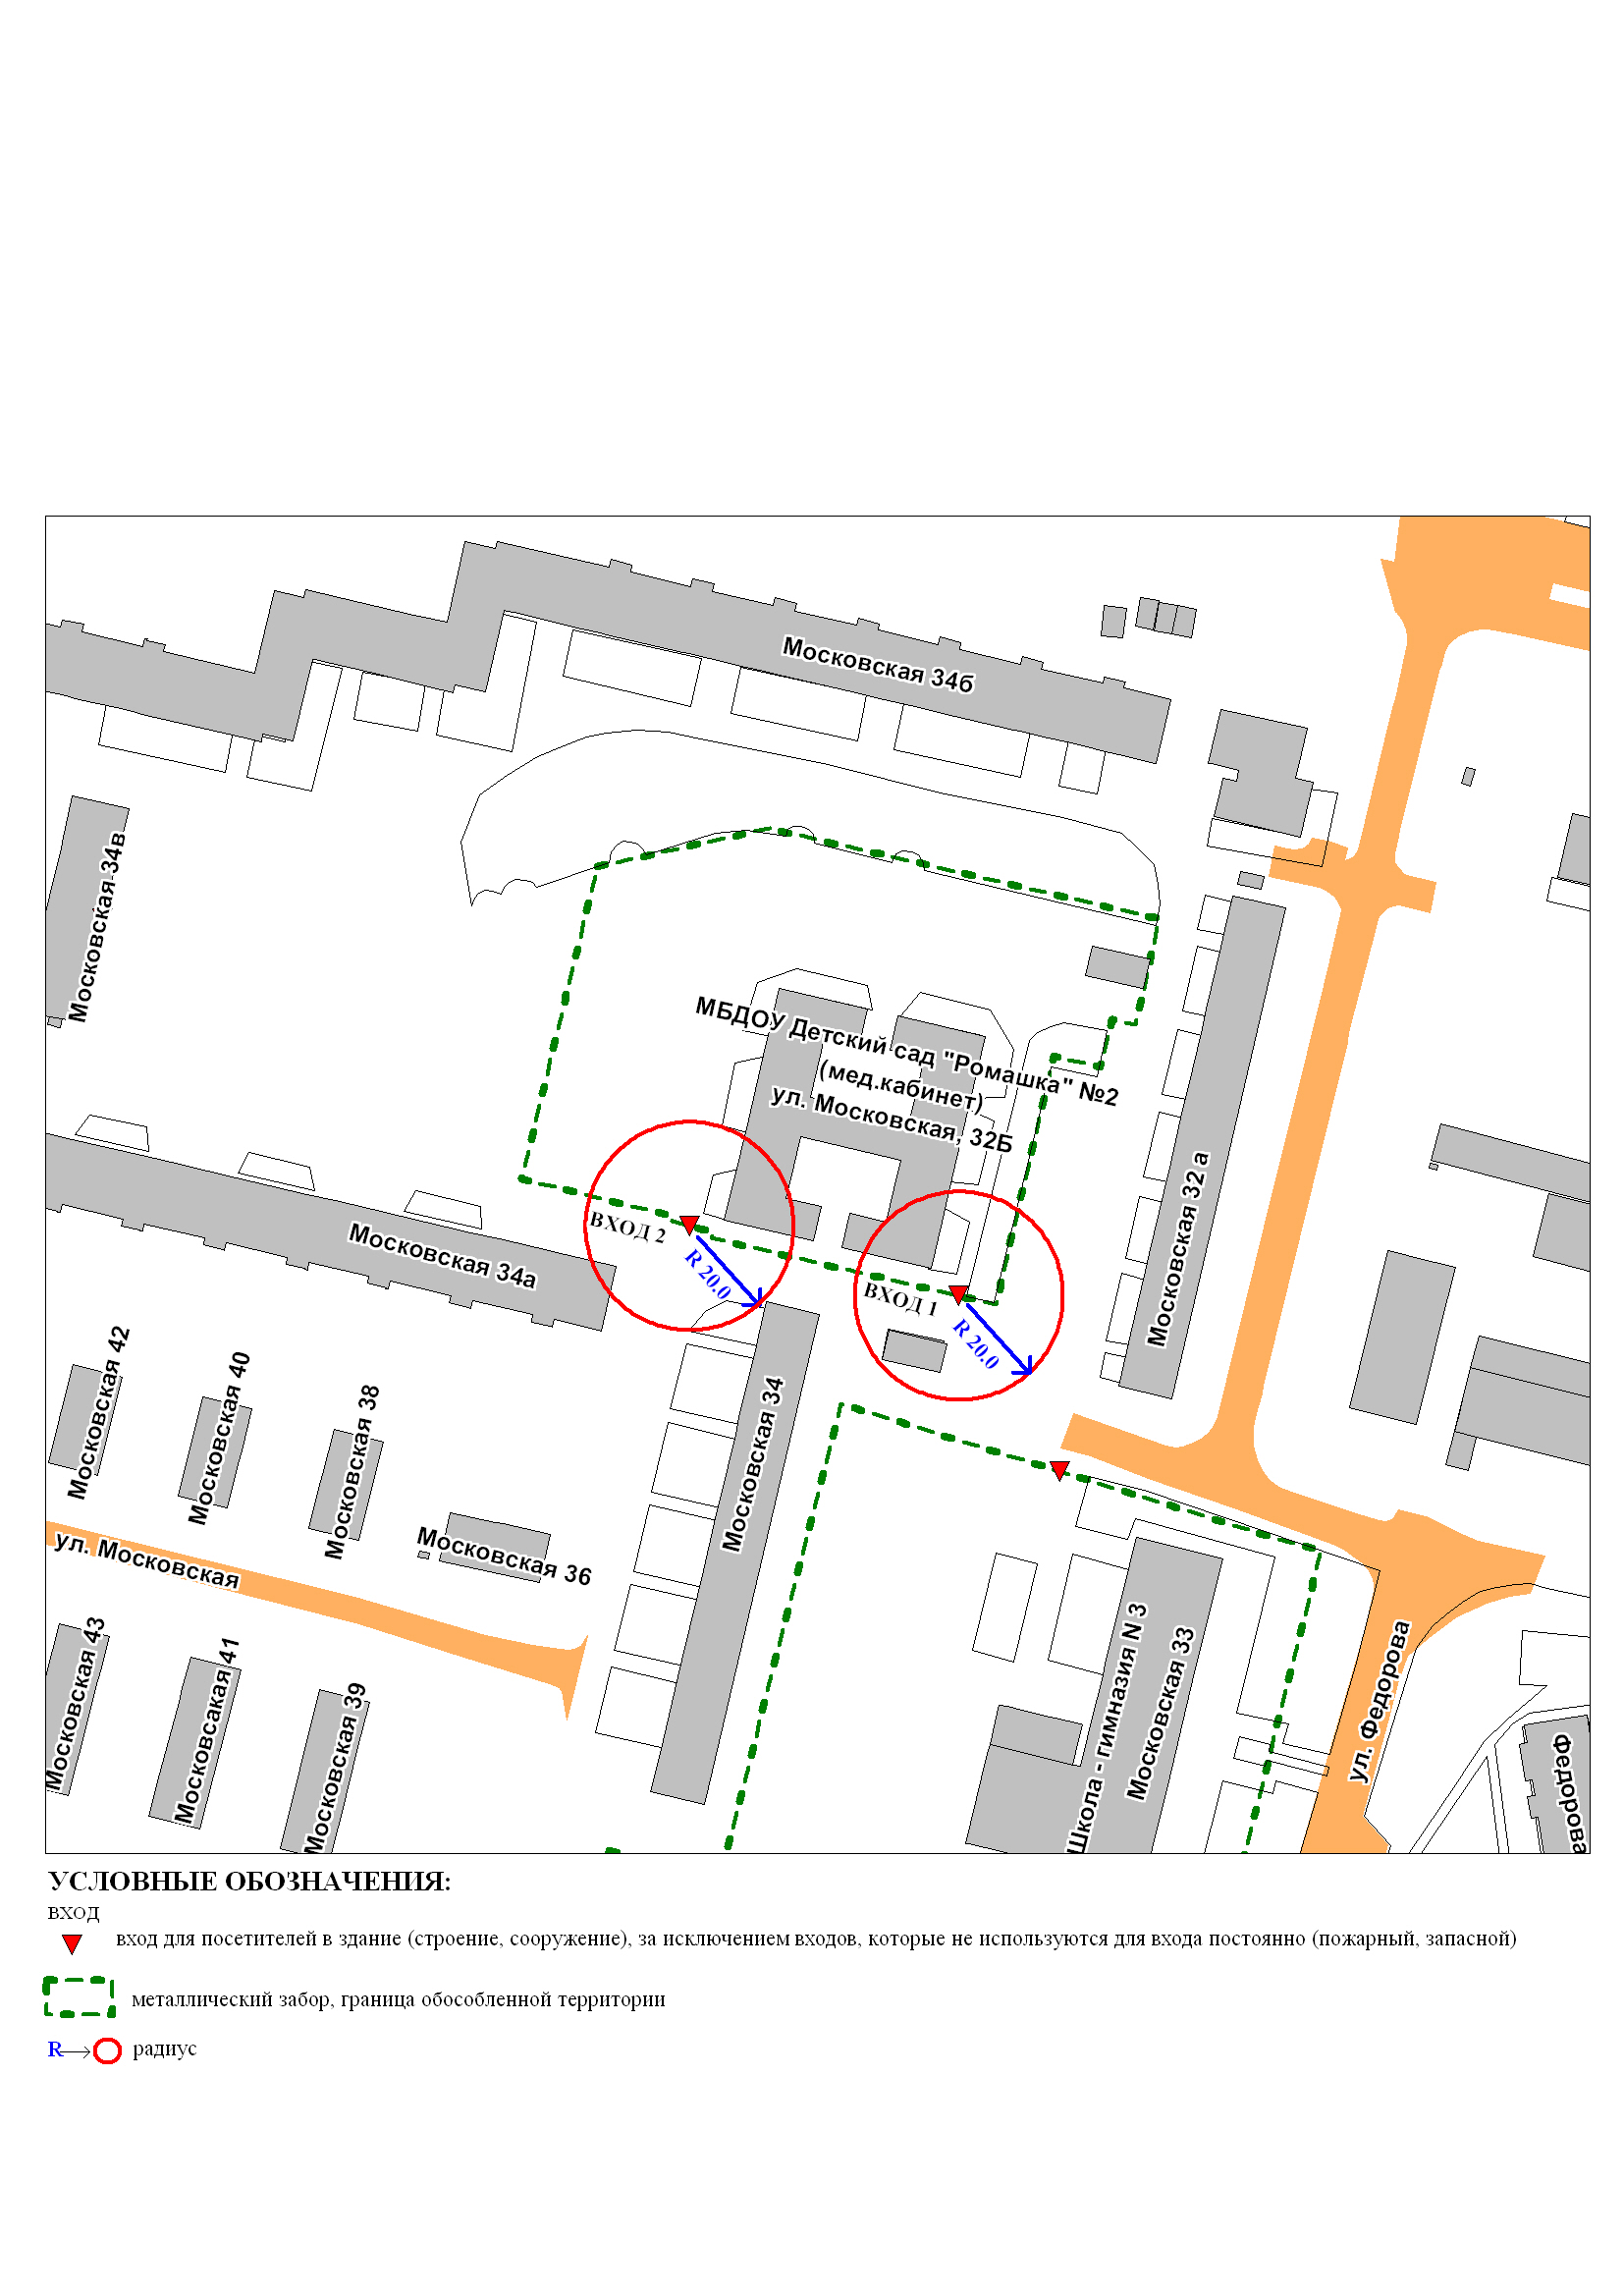 Московская 34б
Московская 34в
МБДОУ Детский сад "Ромашка" №2
(мед.кабинет)
ул. Московская, 32Б
Московская 32 а
ВХОД 2
R 20.0
ВХОД 1
R 20.0
Московская 34а
Московская 42
Московская 40
Московская 38
Московская 36
Московская 34
ул. Московская
Московская 43
Московсакая 41
Московская 39
Школа - гимназия N 3
Московская 33
ул. Федорова
Федорова
УСЛОВНЫЕ ОБОЗНАЧЕНИЯ:
ВХОД
вход для посетителей в здание (строение, сооружение), за исключением входов, которые не используются для входа постоянно (пожарный, запасной)
металлический забор, граница обособленной территории
R радиус